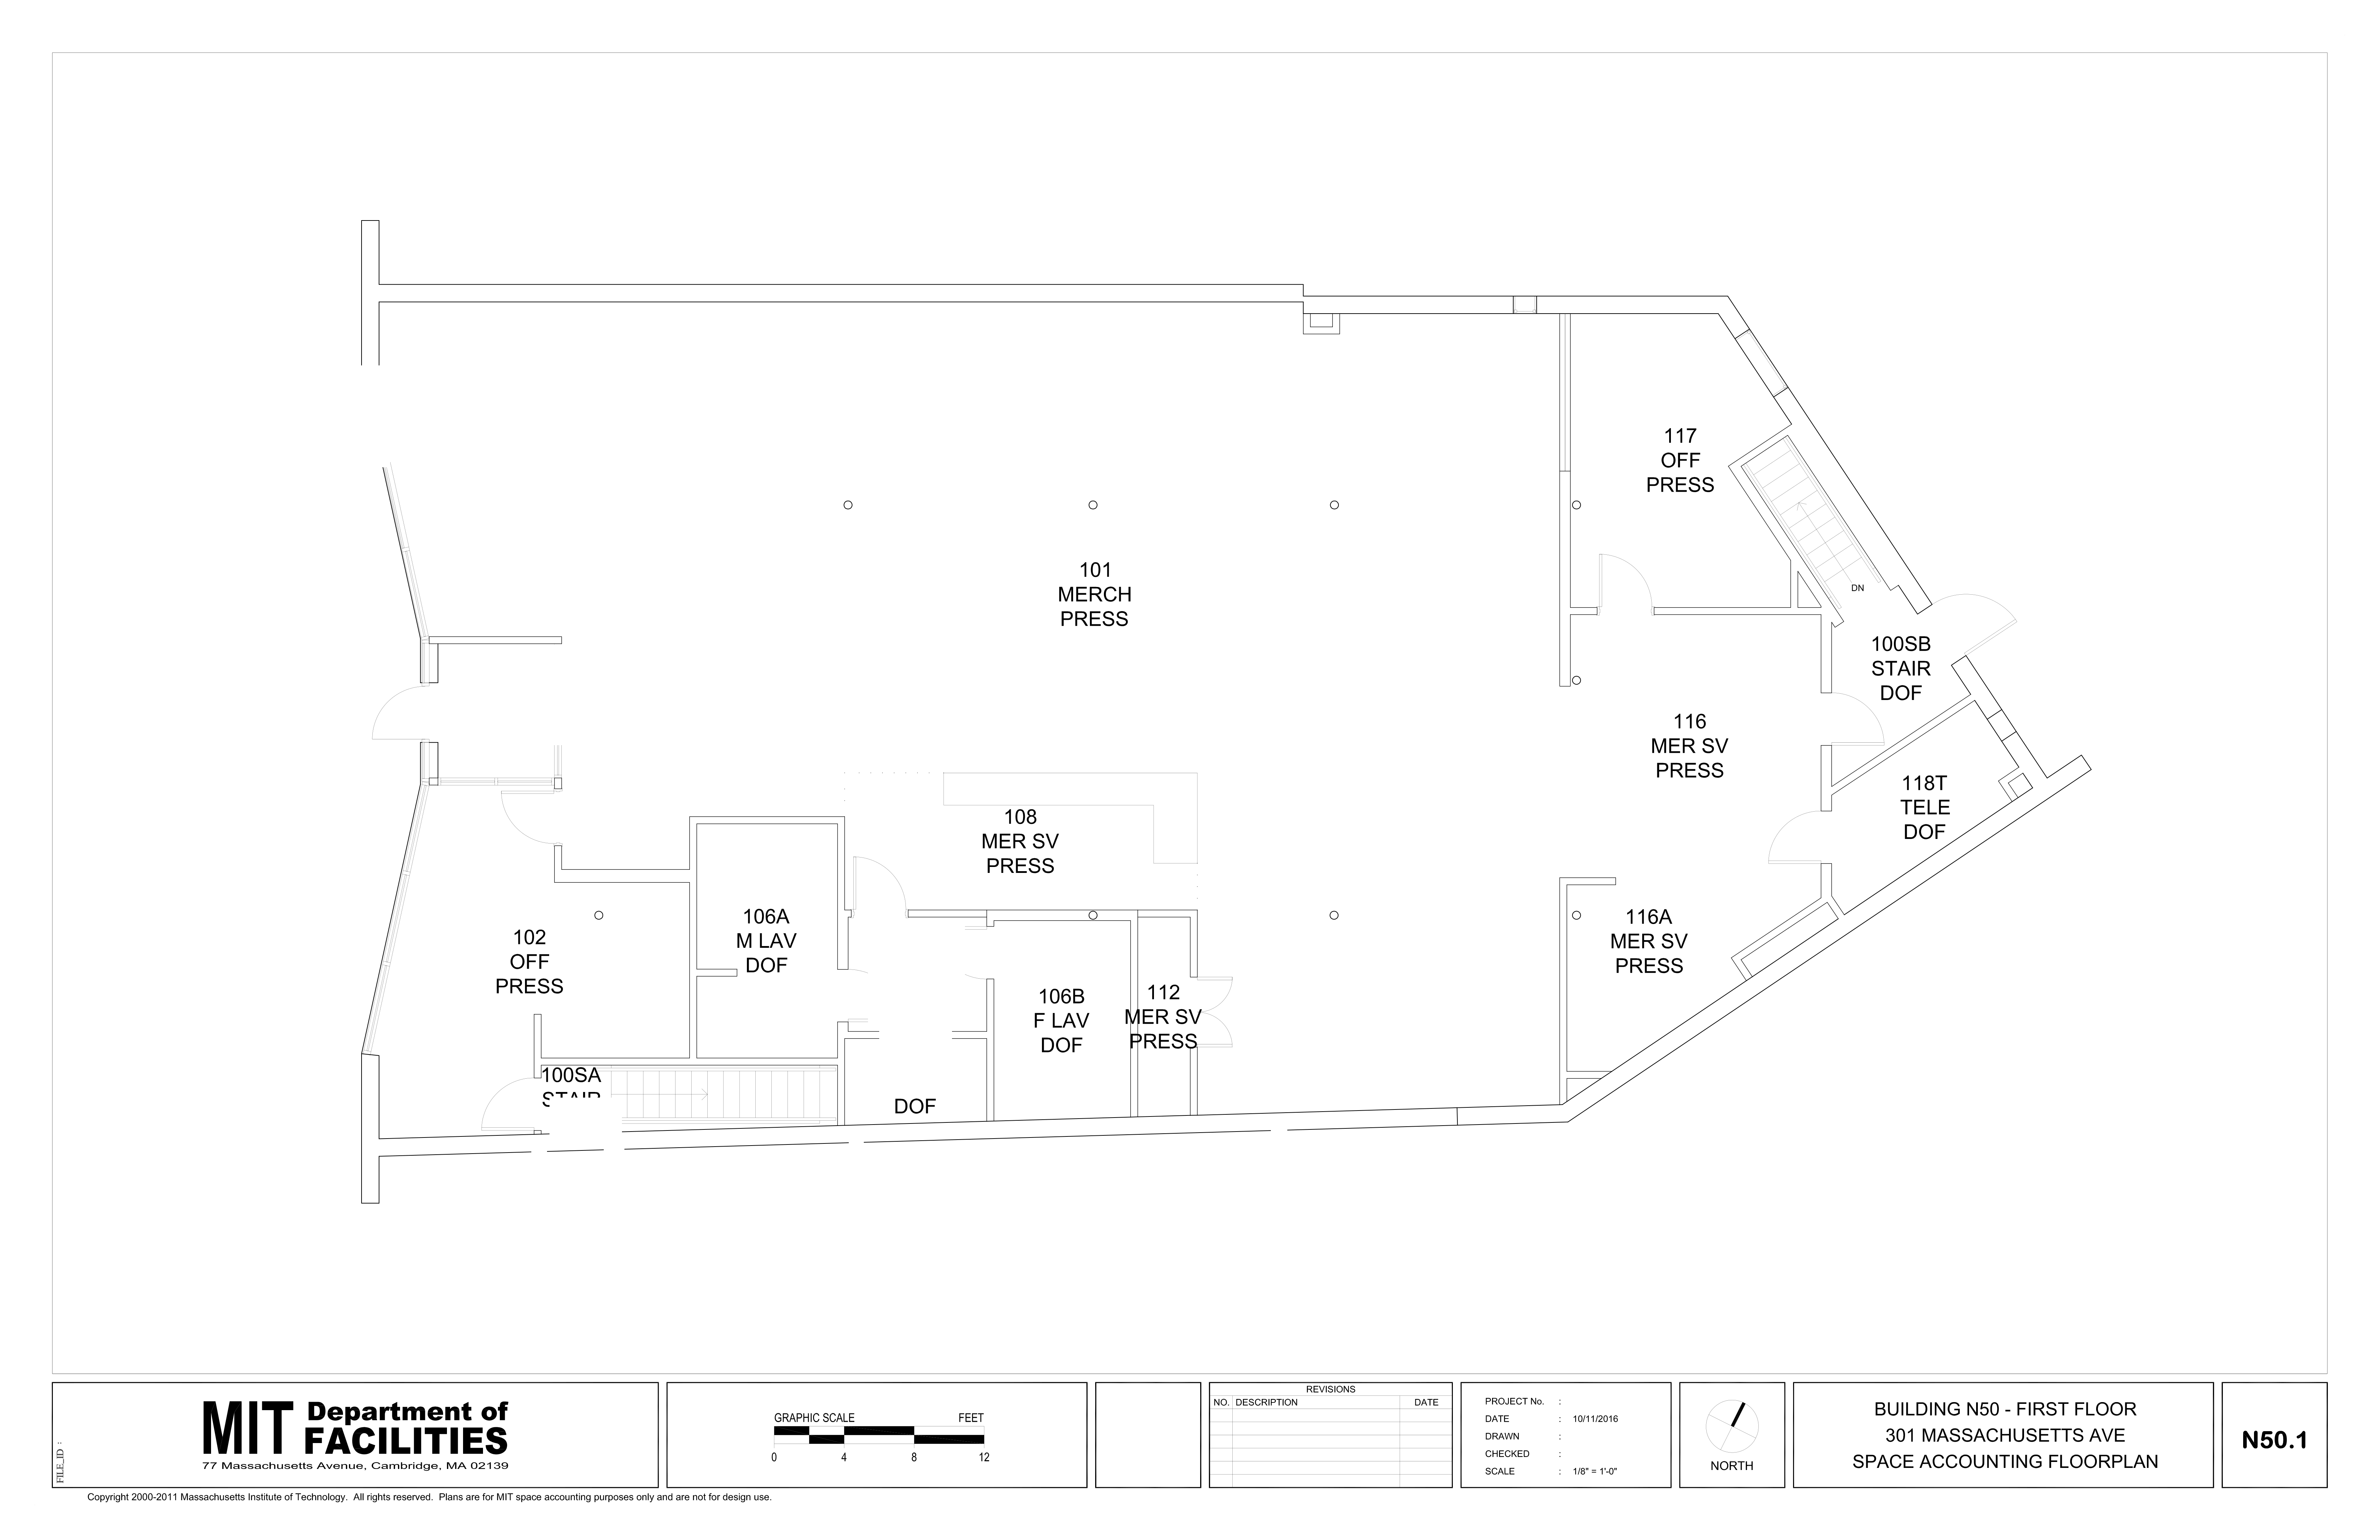 117
OFF
PRESS
101
MERCH
PRESS
DN
100SB
STAIR
DOF
116
MER SV
PRESS
118T
TELE
DOF
108
MER SV
PRESS
106A
M LAV
DOF
116A
MER SV
PRESS
102
OFF
PRESS
106B
F LAV
DOF
112
MER SV
PRESS
100SA
STAIR
DOF
MIT Department of
FACILITIES
77 Massachusetts Avenue, Cambridge, MA 02139
FILE_ID :
GRAPHIC SCALE FEET
0 4 8 12
REVISIONS
NO. DESCRIPTION DATE
PROJECT No. :
DATE : 10/11/2016
DRAWN :
CHECKED :
SCALE : 1/8" = 1'-0"
NORTH
BUILDING N50 - FIRST FLOOR
301 MASSACHUSETTS AVE
SPACE ACCOUNTING FLOORPLAN
N50.1
Copyright 2000-2011 Massachusetts Institute of Technology. All rights reserved. Plans are for MIT space accounting purposes only and are not for design use.